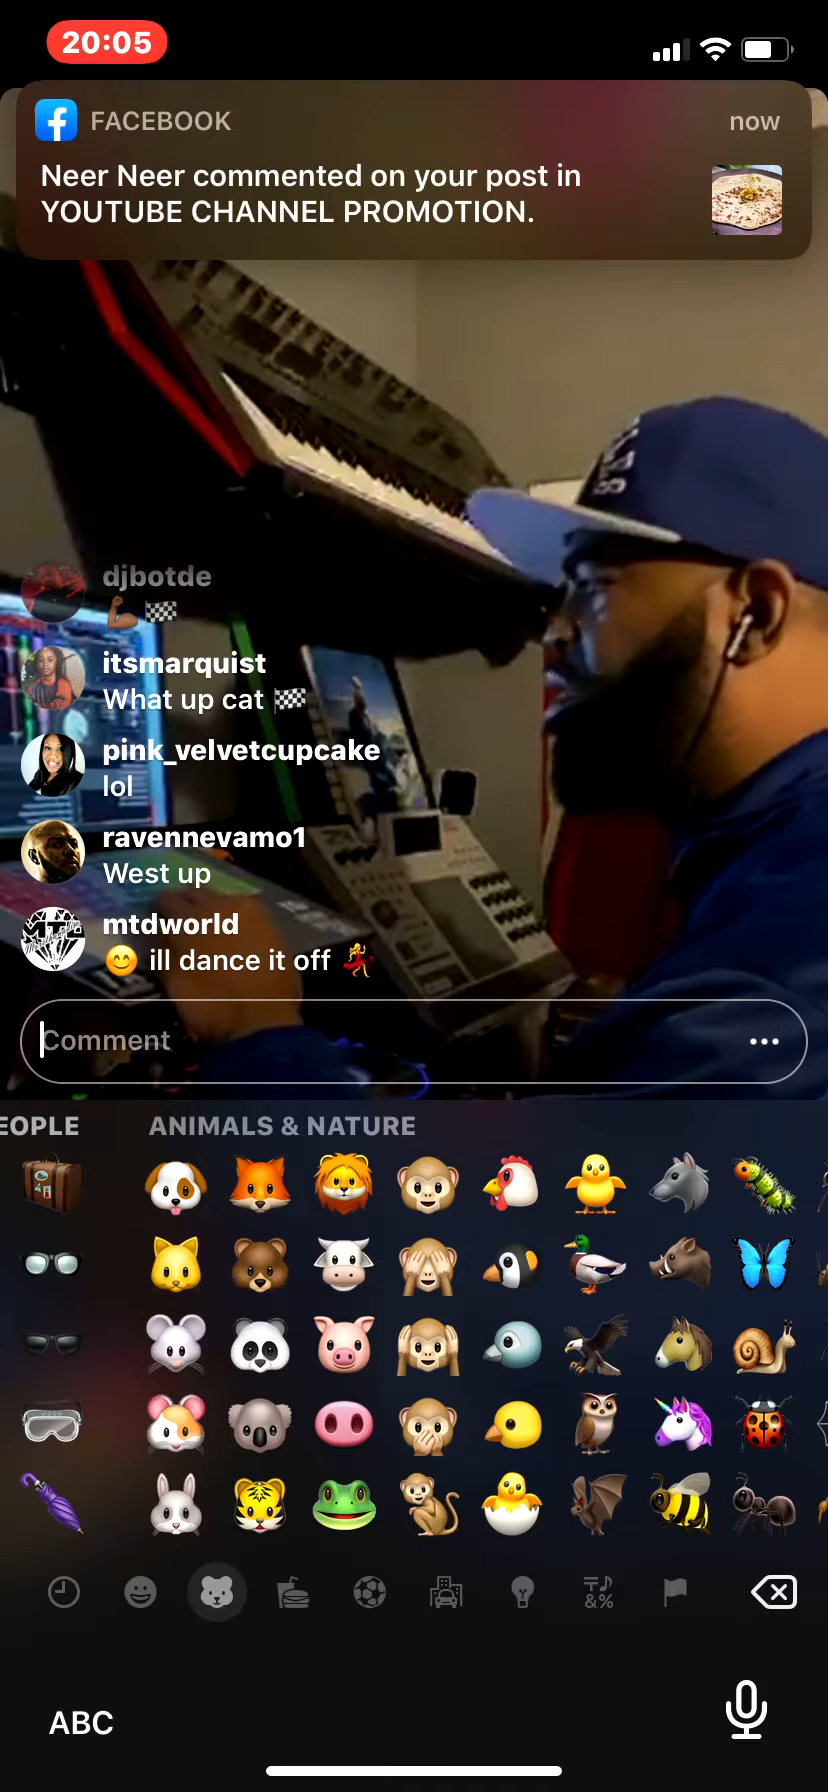 20:05
FACEBOOK
now
Neer Neer commented on your post in
YOUTUBE CHANNEL PROMOTION.
djbotde
💪🏾🏁
itsmarquist
What up cat 🏁
pink_velvetcupcake
lol
ravennevamo1
West up
mtdworld
😊 ill dance it off 💃
Comment
EOPLE
ANIMALS & NATURE
ABC